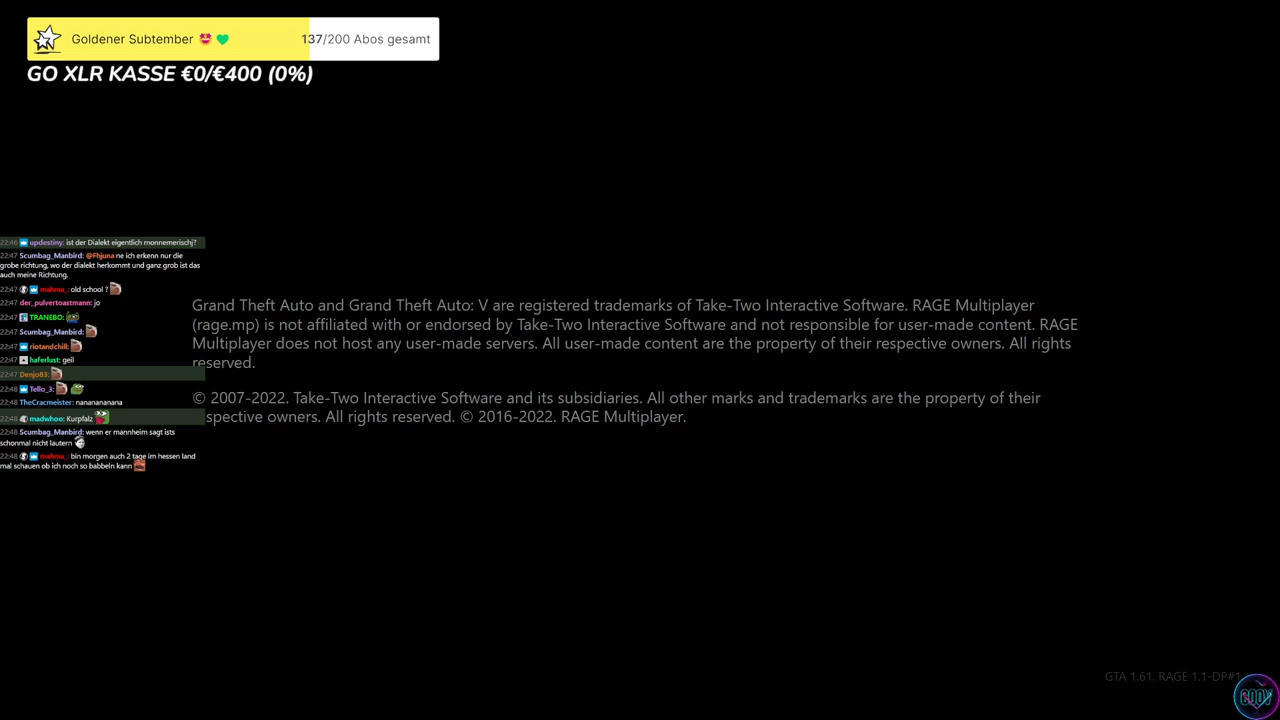 Goldener Subtember 🤩 💚 137/200 Abos gesamt
GO XLR KASSE €0/€400 (0%)
22:46 updestiny: ist der Dialekt eigentlich monnemerischj?
22:47 Scumbag_Manbird: @Fhjuna ne ich erkenn nur die
grobe richtung, wo der dialekt herkommt und ganz grob ist das
auch meine Richtung.
22:47 mahma_: old school ?
22:47 der_pulvertoastmann: jo
22:47 TRANEBO:
22:47 Scumbag_Manbird:
22:47 riotandchill:
22:47 haferlust: geil
22:47 Denjo83:
22:48 Tello_3:
22:48 TheCracmeister: nanananananana
22:48 madwhoo: Kurpfalz
22:48 Scumbag_Manbird: wenn er mannheim sagt ists
schonmal nicht lautern
22:48 mahma_: bin morgen auch 2 tage im hessen land
mal schauen ob ich noch so babbeln kann
Grand Theft Auto and Grand Theft Auto: V are registered trademarks of Take-Two Interactive Software. RAGE Multiplayer
(rage.mp) is not affiliated with or endorsed by Take-Two Interactive Software and not responsible for user-made content. RAGE
Multiplayer does not host any user-made servers. All user-made content are the property of their respective owners. All rights
reserved.
© 2007-2022. Take-Two Interactive Software and its subsidiaries. All other marks and trademarks are the property of their
spective owners. All rights reserved. © 2016-2022. RAGE Multiplayer.
GTA 1.61. RAGE 1.1-DP#1